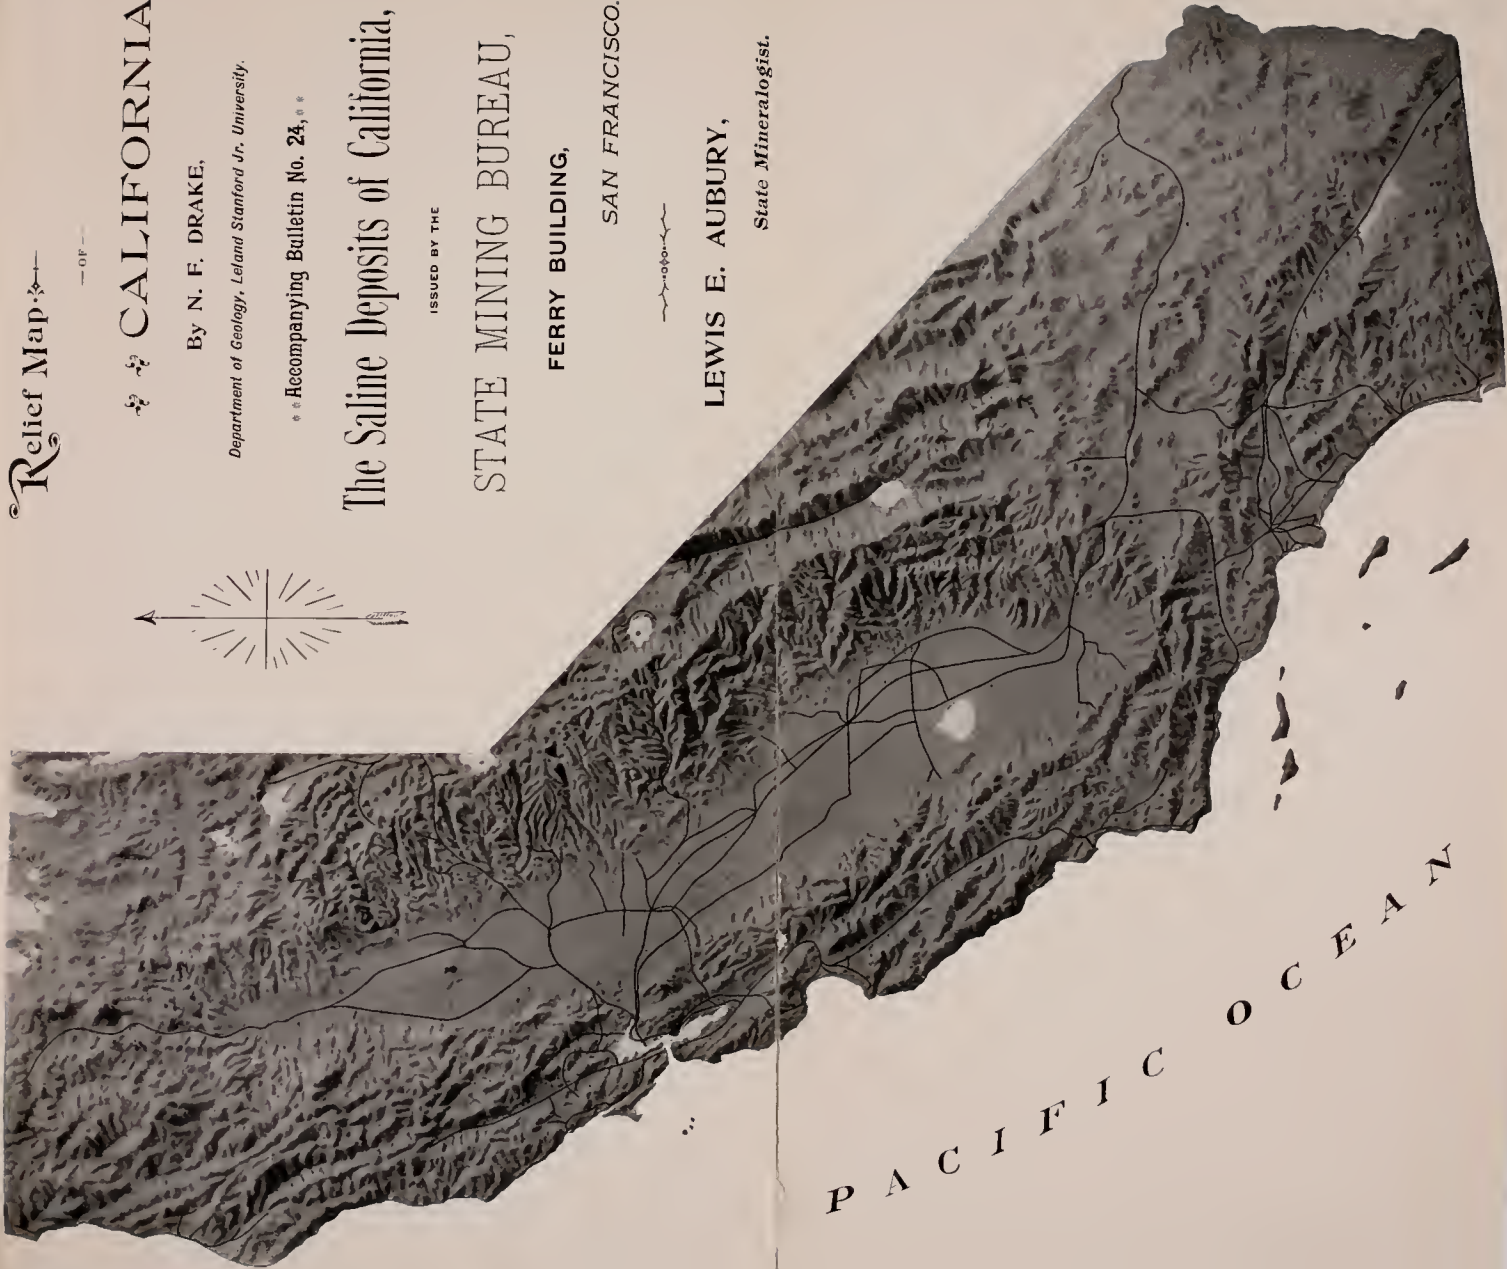 Relief Map
— OF —
CALIFORNIA
By N. F. DRAKE,
Department of Geology, Leland Stanford Jr. University.
Accompanying Bulletin No. 24,
The Saline Deposits of California,
ISSUED BY THE
STATE MINING BUREAU,
FERRY BUILDING,
SAN FRANCISCO.
LEWIS E. AUBURY,
State Mineralogist.
PACIFIC OCEAN